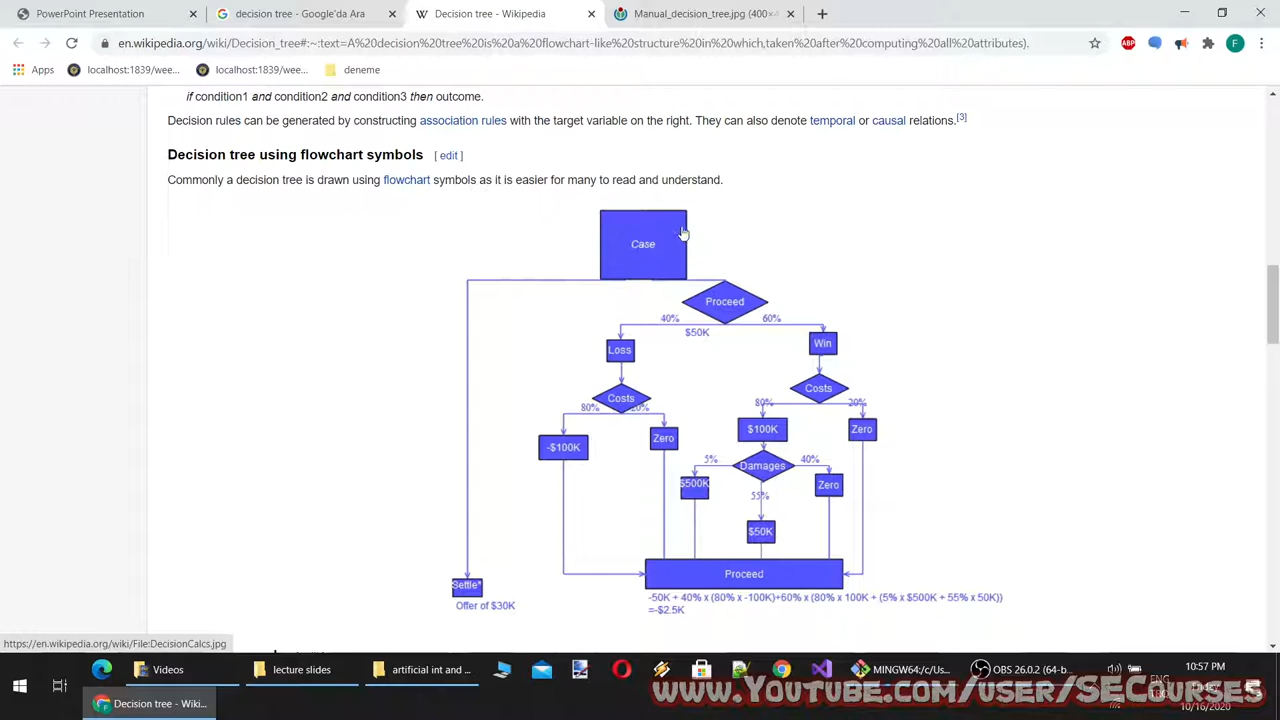 PowerPoint Presentation
decision tree - Google'da Ara
Decision tree - Wikipedia
Manual_decision_tree.jpg (400×
en.wikipedia.org/wiki/Decision_tree#:~:text=A%20decision%20tree%20is%20a%20flowchart-like%20structure%20in%20which,taken%20after%20computing%20all%20attributes).
ABP
F
Apps
localhost:1839/wee...
localhost:1839/wee...
deneme
if condition1 and condition2 and condition3 then outcome.
Decision rules can be generated by constructing association rules with the target variable on the right. They can also denote temporal or causal relations.[3]
Decision tree using flowchart symbols [ edit ]
Commonly a decision tree is drawn using flowchart symbols as it is easier for many to read and understand.
Case
Proceed
40%
60%
$50K
Loss
Win
Costs
Costs
80%
20%
80%
20%
-$100K
Zero
$100K
Zero
5%
Damages
40%
$500K
Zero
55%
$50K
Proceed
Settle*
Offer of $30K
-50K + 40% x (80% x -100K)+60% x (80% x 100K + (5% x $500K + 55% x 50K))
=-$2.5K
https://en.wikipedia.org/wiki/File:DecisionCalcs.jpg
Videos
lecture slides
artificial int and ...
MINGW64:/c/Us...
OBS 26.0.2 (64-b...
ENG
10:57 PM
Friday
10/16/2020
Decision tree - Wiki...
www.Youtube.com/user/SECourses